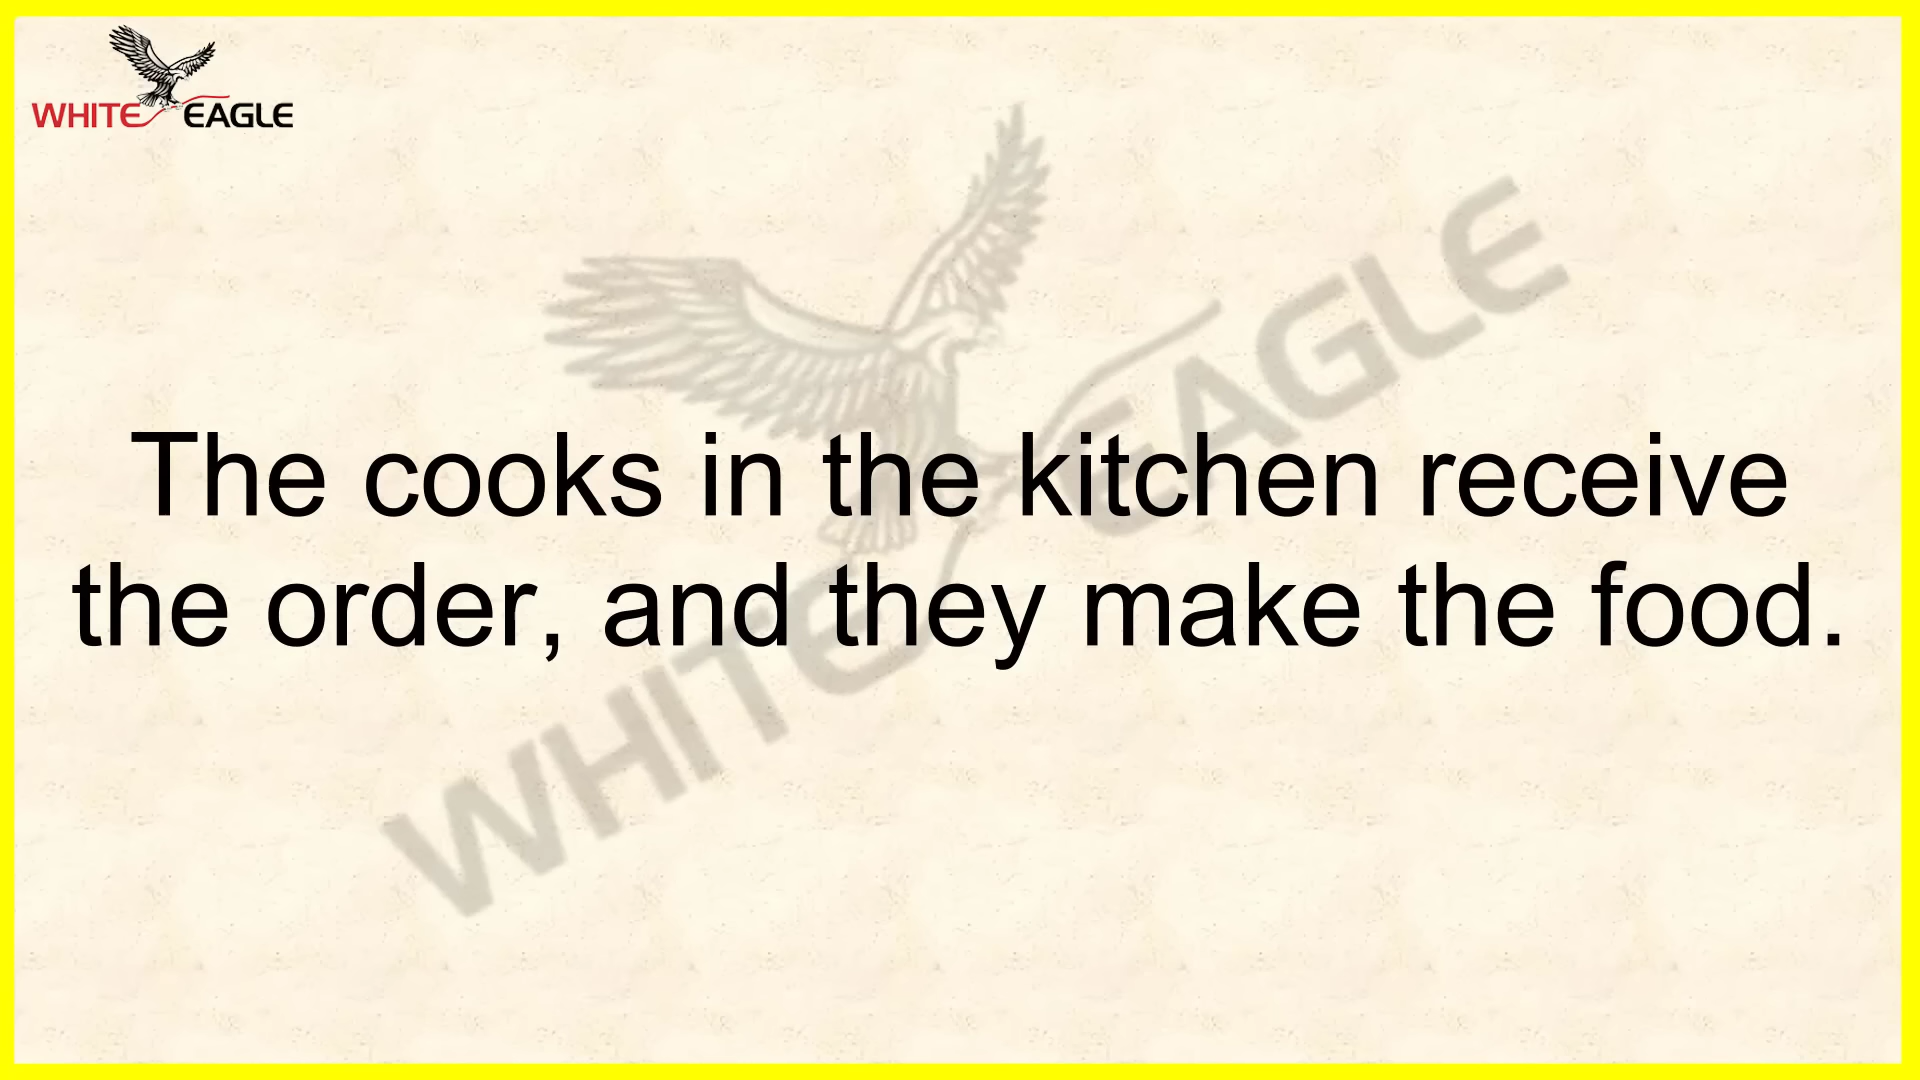 WHITE EAGLE
The cooks in the kitchen receive
the order, and they make the food.
WHITE EAGLE